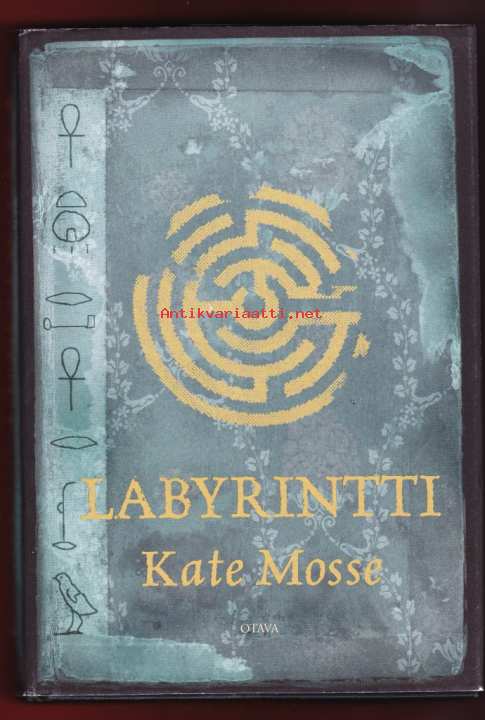 Antikvariaatti.net
LABYRINTTI
Kate Mosse
OTAVA